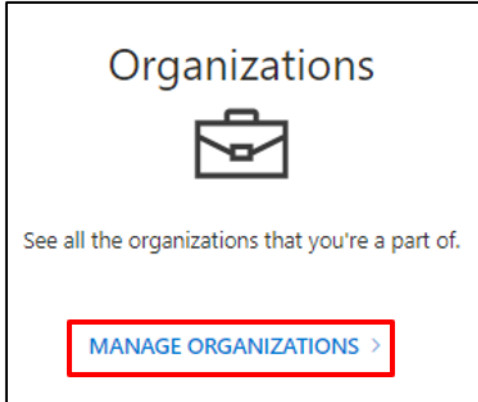 Organizations
See all the organizations that you're a part of.
MANAGE ORGANIZATIONS >